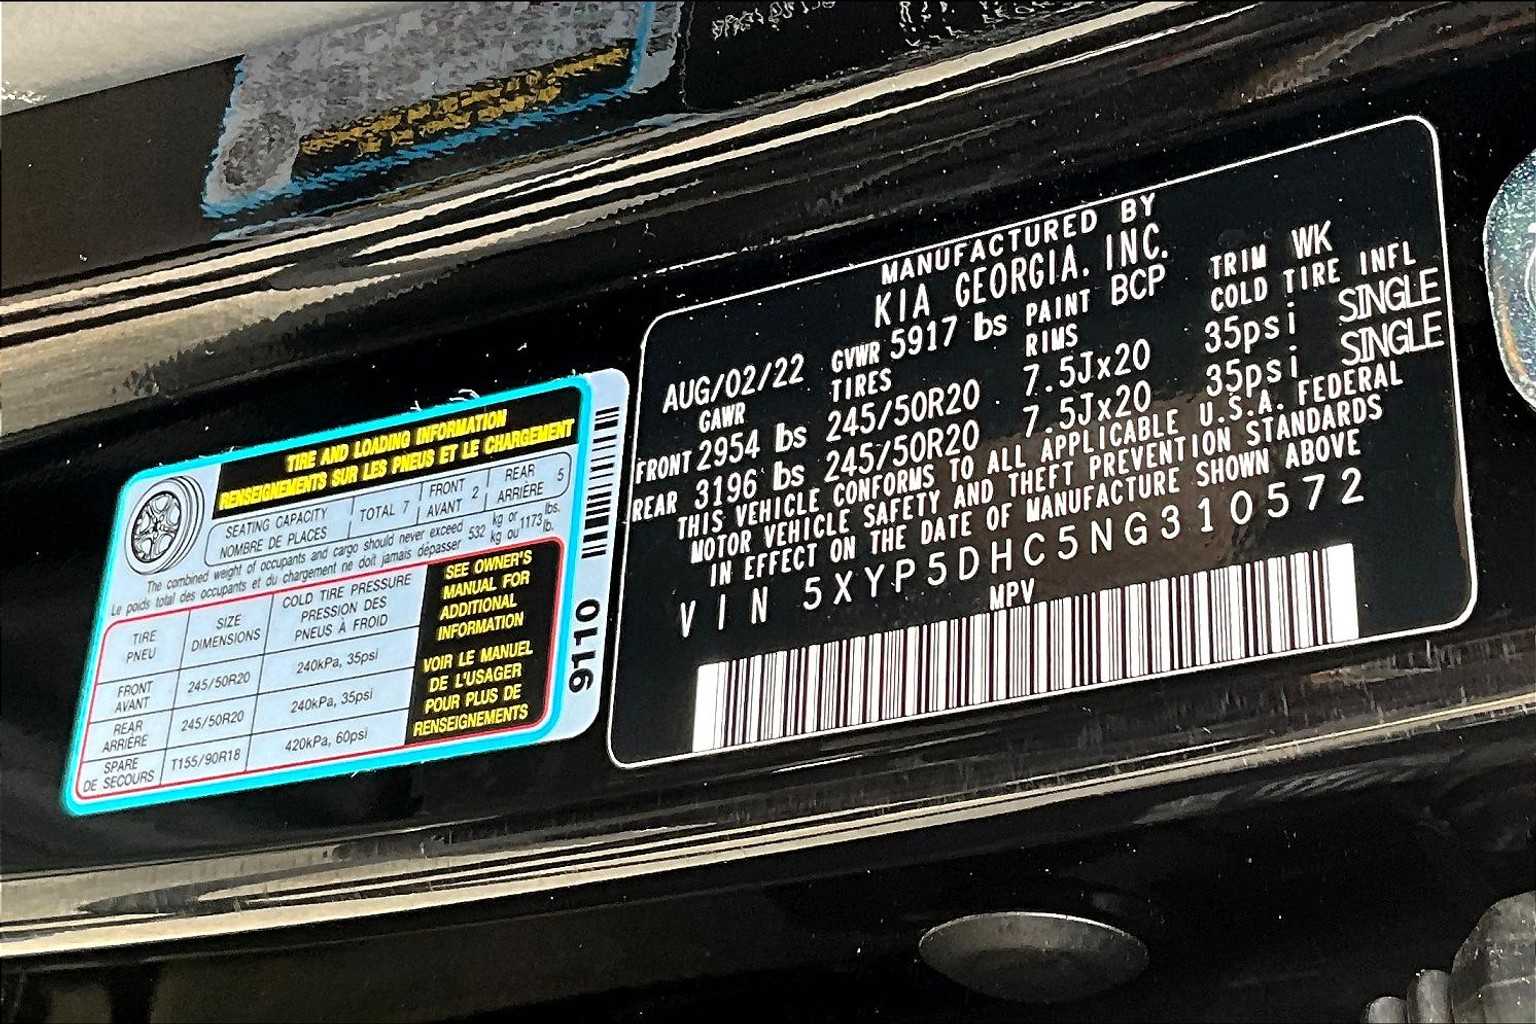 TIRE AND LOADING INFORMATION
RENSEIGNEMENTS SUR LES PNEUS ET LE CHARGEMENT
SEATING CAPACITY
NOMBRE DE PLACES
TOTAL 7
FRONT
AVANT 2
REAR
ARRIÈRE 5
The combined weight of occupants and cargo should never exceed 532 kg or 1173 lbs.
Le poids total des occupants et du chargement ne doit jamais dépasser 532 kg ou 1173 lb.
TIRE
PNEU
SIZE
DIMENSIONS
COLD TIRE PRESSURE
PRESSION DES
PNEUS À FROID
FRONT
AVANT
245/50R20
240kPa, 35psi
REAR
ARRIÈRE
245/50R20
240kPa, 35psi
SPARE
DE SECOURS
T155/90R18
420kPa, 60psi
SEE OWNER'S
MANUAL FOR
ADDITIONAL
INFORMATION
VOIR LE MANUEL
DE L'USAGER
POUR PLUS DE
RENSEIGNEMENTS
9110
MANUFACTURED BY
KIA GEORGIA. INC.
AUG/02/22 GVWR 5917 lbs PAINT BCP TRIM WK
GAWR TIRES RIMS COLD TIRE INFL
FRONT 2954 lbs 245/50R20 7.5Jx20 35psi SINGLE
REAR 3196 lbs 245/50R20 7.5Jx20 35psi SINGLE
THIS VEHICLE CONFORMS TO ALL APPLICABLE U.S.A. FEDERAL
MOTOR VEHICLE SAFETY AND THEFT PREVENTION STANDARDS
IN EFFECT ON THE DATE OF MANUFACTURE SHOWN ABOVE
VIN 5XYP5DHC5NG310572
MPV